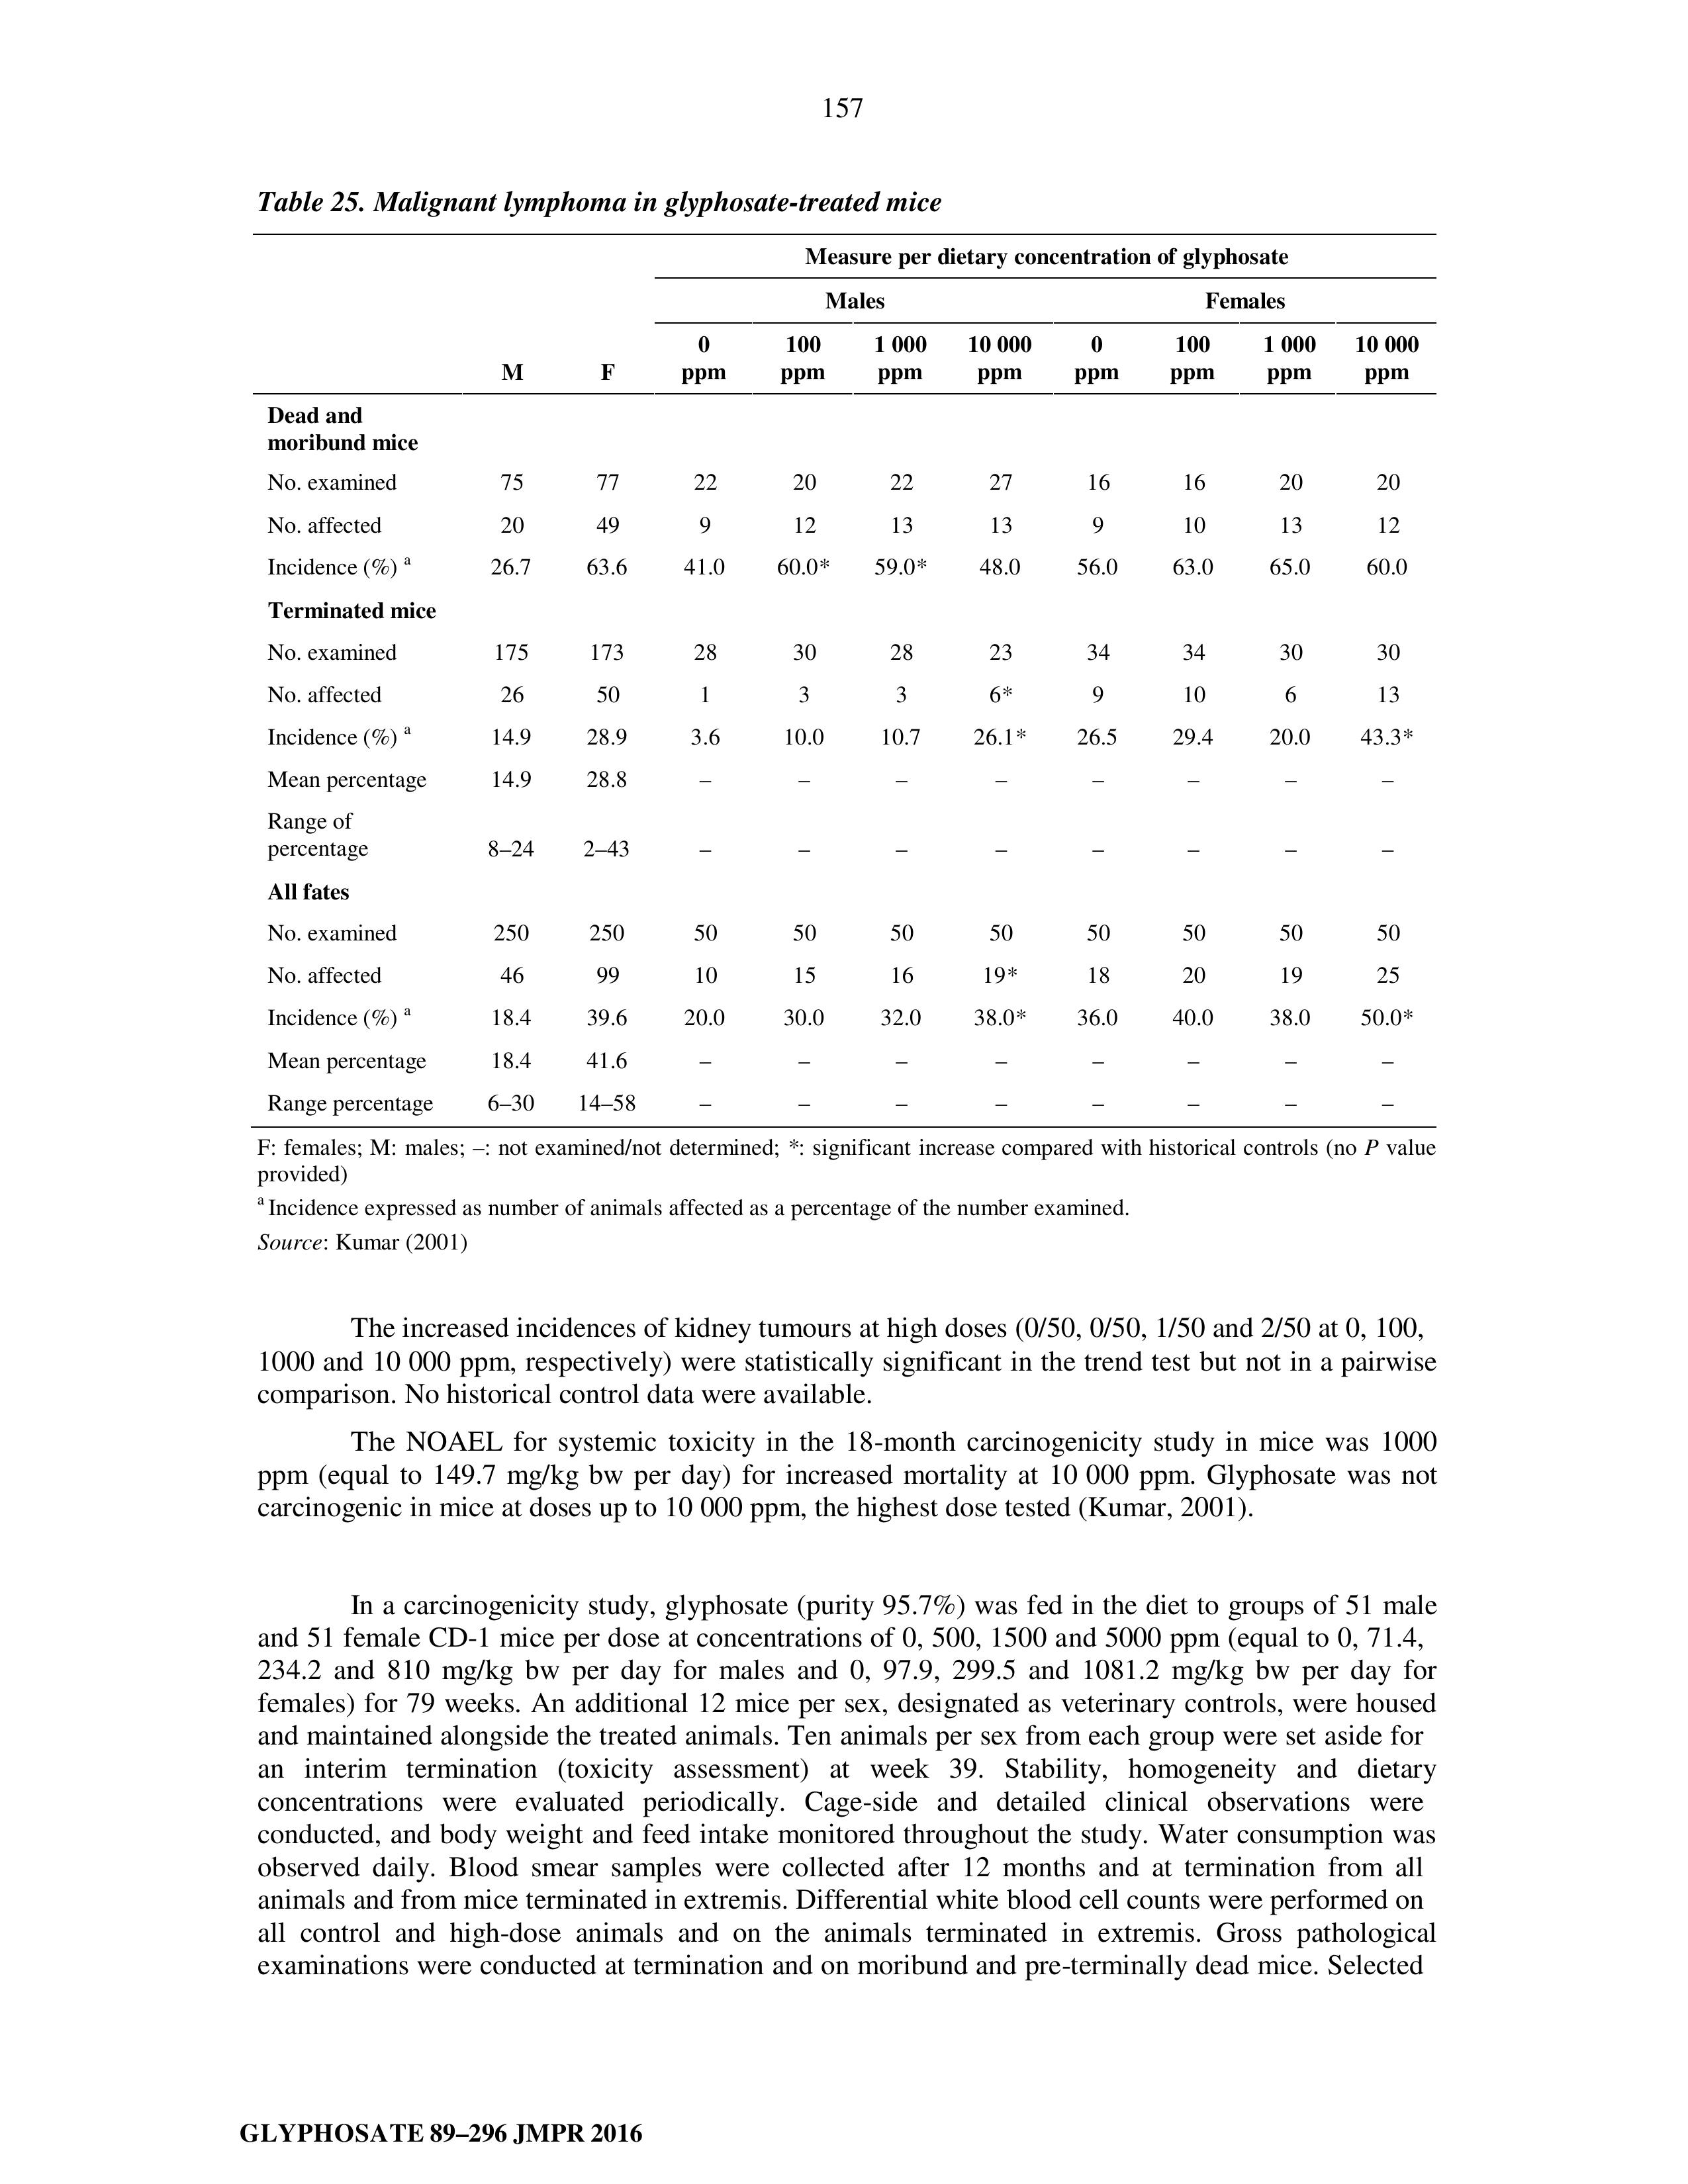 157
Table 25. Malignant lymphoma in glyphosate-treated mice
Measure per dietary concentration of glyphosate
Males Females
0 100 1 000 10 000 0 100 1 000 10 000
M F ppm ppm ppm ppm ppm ppm ppm ppm
Dead and
moribund mice
No. examined 75 77 22 20 22 27 16 16 20 20
No. affected 20 49 9 12 13 13 9 10 13 12
Incidence (%) a 26.7 63.6 41.0 60.0* 59.0* 48.0 56.0 63.0 65.0 60.0
Terminated mice
No. examined 175 173 28 30 28 23 34 34 30 30
No. affected 26 50 1 3 3 6* 9 10 6 13
Incidence (%) a 14.9 28.9 3.6 10.0 10.7 26.1* 26.5 29.4 20.0 43.3*
Mean percentage 14.9 28.8 – – – – – – – –
Range of
percentage 8–24 2–43 – – – – – – – –
All fates
No. examined 250 250 50 50 50 50 50 50 50 50
No. affected 46 99 10 15 16 19* 18 20 19 25
Incidence (%) a 18.4 39.6 20.0 30.0 32.0 38.0* 36.0 40.0 38.0 50.0*
Mean percentage 18.4 41.6 – – – – – – – –
Range percentage 6–30 14–58 – – – – – – – –
F: females; M: males; –: not examined/not determined; *: significant increase compared with historical controls (no P value
provided)
a Incidence expressed as number of animals affected as a percentage of the number examined.
Source: Kumar (2001)
The increased incidences of kidney tumours at high doses (0/50, 0/50, 1/50 and 2/50 at 0, 100,
1000 and 10 000 ppm, respectively) were statistically significant in the trend test but not in a pairwise
comparison. No historical control data were available.
The NOAEL for systemic toxicity in the 18-month carcinogenicity study in mice was 1000
ppm (equal to 149.7 mg/kg bw per day) for increased mortality at 10 000 ppm. Glyphosate was not
carcinogenic in mice at doses up to 10 000 ppm, the highest dose tested (Kumar, 2001).
In a carcinogenicity study, glyphosate (purity 95.7%) was fed in the diet to groups of 51 male
and 51 female CD-1 mice per dose at concentrations of 0, 500, 1500 and 5000 ppm (equal to 0, 71.4,
234.2 and 810 mg/kg bw per day for males and 0, 97.9, 299.5 and 1081.2 mg/kg bw per day for
females) for 79 weeks. An additional 12 mice per sex, designated as veterinary controls, were housed
and maintained alongside the treated animals. Ten animals per sex from each group were set aside for
an interim termination (toxicity assessment) at week 39. Stability, homogeneity and dietary
concentrations were evaluated periodically. Cage-side and detailed clinical observations were
conducted, and body weight and feed intake monitored throughout the study. Water consumption was
observed daily. Blood smear samples were collected after 12 months and at termination from all
animals and from mice terminated in extremis. Differential white blood cell counts were performed on
all control and high-dose animals and on the animals terminated in extremis. Gross pathological
examinations were conducted at termination and on moribund and pre-terminally dead mice. Selected
GLYPHOSATE 89–296 JMPR 2016